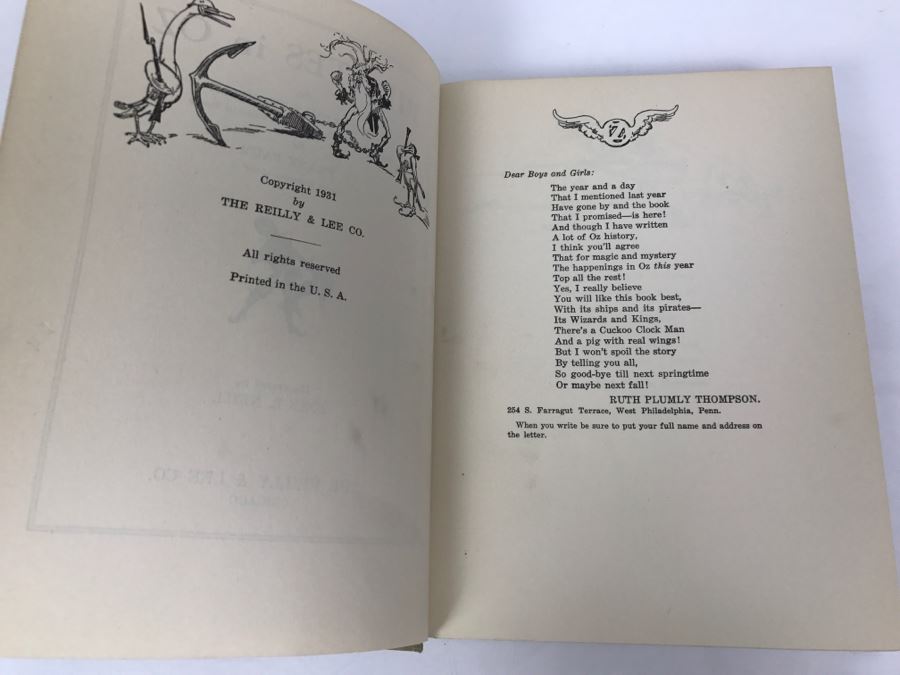 Copyright 1931
by
THE REILLY & LEE CO.
All rights reserved
Printed in the U. S. A.
Dear Boys and Girls:
The year and a day
That I mentioned last year
Have gone by and the book
That I promised—is here!
And though I have written
A lot of Oz history,
I think you'll agree
That for magic and mystery
The happenings in Oz this year
Top all the rest!
Yes, I really believe
You will like this book best,
With its ships and its pirates—
Its Wizards and Kings,
There's a Cuckoo Clock Man
And a pig with real wings!
But I won't spoil the story
By telling you all,
So good-bye till next springtime
Or maybe next fall!
RUTH PLUMLY THOMPSON.
254 S. Farragut Terrace, West Philadelphia, Penn.
When you write be sure to put your full name and address on
the letter.